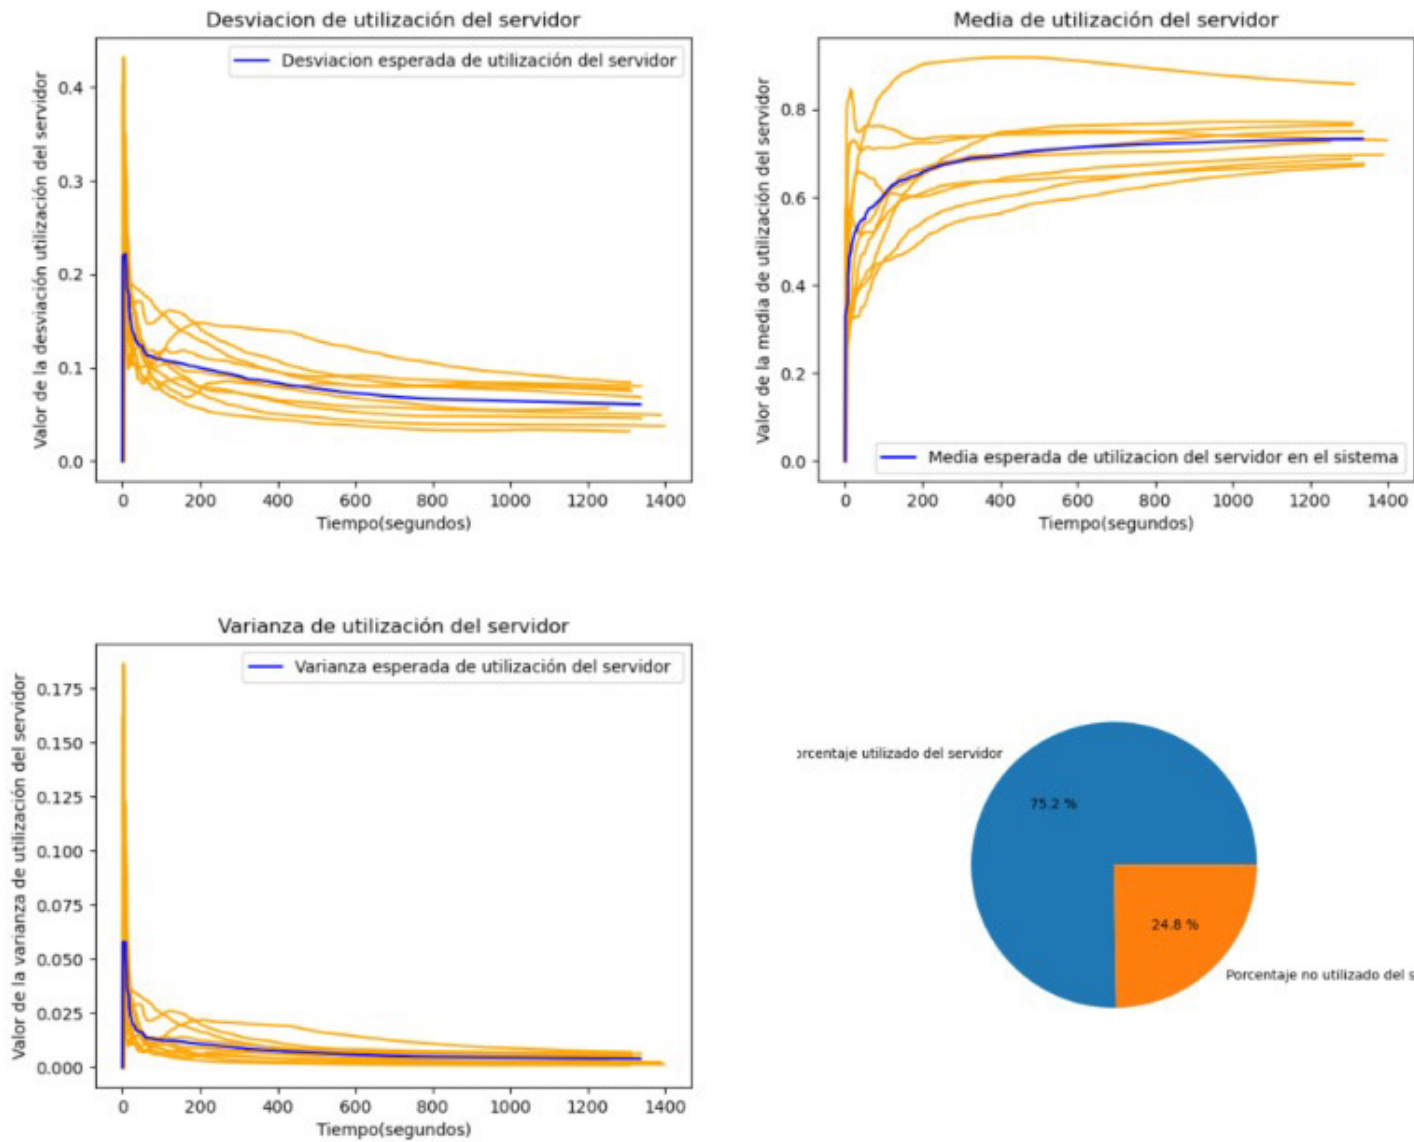 Desviacion de utilización del servidor
Desviacion esperada de utilización del servidor
Valor de la desviación utilización del servidor
0.4
0.3
0.2
0.1
0.0
0 200 400 600 800 1000 1200 1400
Tiempo(segundos)
Media de utilización del servidor
Valor de la media de utilización del servidor
0.8
0.6
0.4
0.2
0.0
Media esperada de utilizacion del servidor en el sistema
0 200 400 600 800 1000 1200 1400
Tiempo(segundos)
Varianza de utilización del servidor
Varianza esperada de utilización del servidor
Valor de la varianza de utilización del servidor
0.175
0.150
0.125
0.100
0.075
0.050
0.025
0.000
0 200 400 600 800 1000 1200 1400
Tiempo(segundos)
orcentaje utilizado del servidor
75.2 %
24.8 %
Porcentaje no utilizado del s